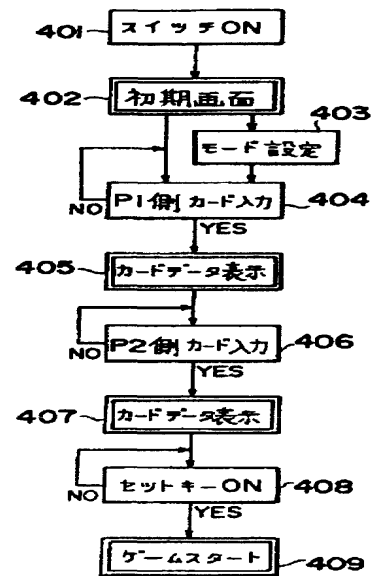 401 スイッチON
402 初期画面
403
モード設定
P1側カード入力 404
NO
YES
405 カードデータ表示
P2側カード入力 406
NO
YES
407 カードデータ表示
セットキーON 408
NO
YES
ゲームスタート 409